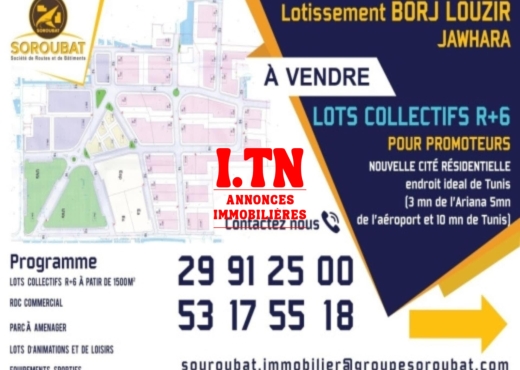 SOROUBAT
SOROUBAT
Société de Routes et de Bâtiments
Lotissement BORJ LOUZIR
JAWHARA
À VENDRE
LOTS COLLECTIFS R+6
POUR PROMOTEURS
NOUVELLE CITÉ RÉSIDENTIELLE
endroit ideal de Tunis
(3 mn de l'Ariana 5mn
de l'aéroport et 10 mn de Tunis)
I.TN
ANNONCES
IMMOBILIÈRES
Contactez nous
Programme
LOTS COLLECTIFS R+6 À PATIR DE 1500M²
RDC COMMERCIAL
PARC À AMENAGER
LOTS D'ANIMATIONS ET DE LOISIRS
EQUIPEMENTS SPORTIFS
29 91 25 00
53 17 55 18
souroubat.immobilier@groupesoroubat.com